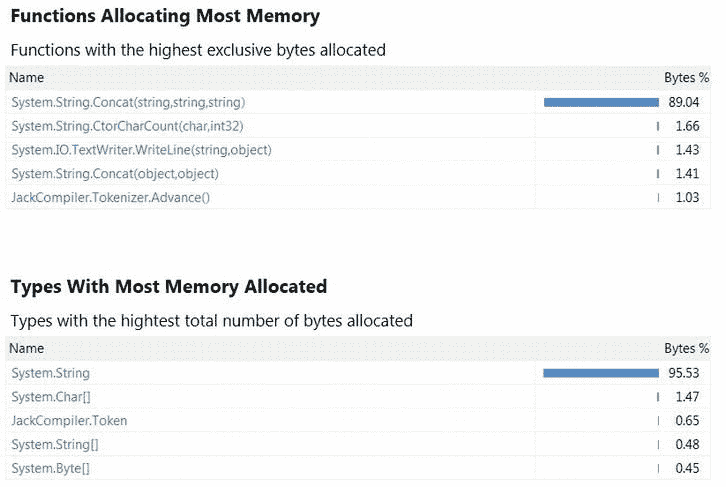 Functions Allocating Most Memory
Functions with the highest exclusive bytes allocated
Name Bytes %
System.String.Concat(string,string,string) 89.04
System.String.CtorCharCount(char,int32) 1.66
System.IO.TextWriter.WriteLine(string,object) 1.43
System.String.Concat(object,object) 1.41
JackCompiler.Tokenizer.Advance() 1.03
Types With Most Memory Allocated
Types with the hightest total number of bytes allocated
Name Bytes %
System.String 95.53
System.Char[] 1.47
JackCompiler.Token 0.65
System.String[] 0.48
System.Byte[] 0.45